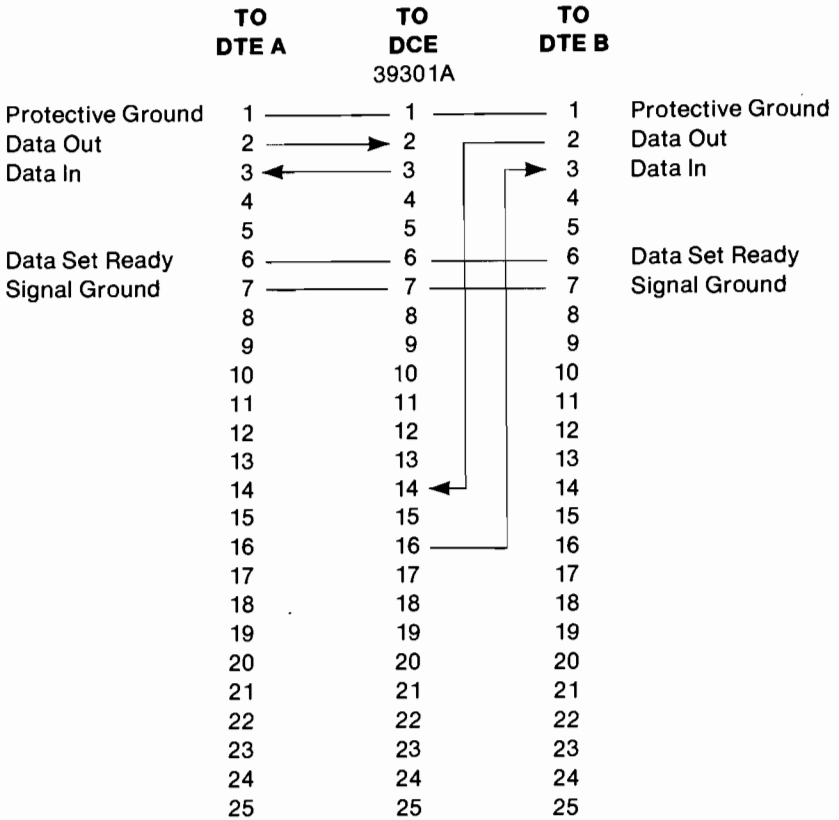 TO TO TO
DTE A DCE DTE B
39301A
Protective Ground 1 1 1 Protective Ground
Data Out 2 2 2 Data Out
Data In 3 3 3 Data In
4 4 4
5 5 5
Data Set Ready 6 6 6 Data Set Ready
Signal Ground 7 7 7 Signal Ground
8 8 8
9 9 9
10 10 10
11 11 11
12 12 12
13 13 13
14 14 14
15 15 15
16 16 16
17 17 17
18 18 18
19 19 19
20 20 20
21 21 21
22 22 22
23 23 23
24 24 24
25 25 25